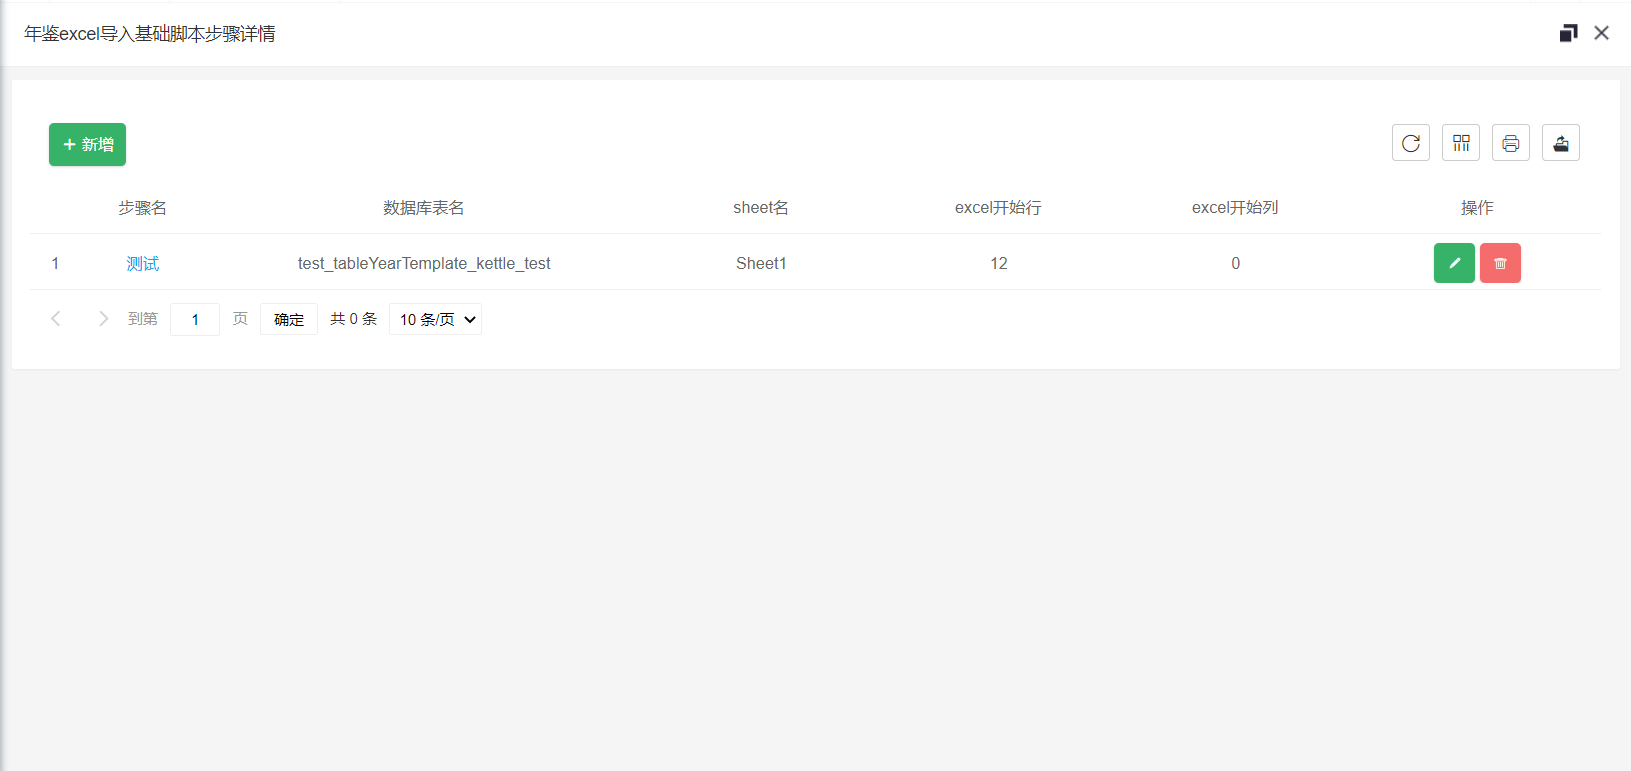 年鉴excel导入基础脚本步骤详情
+ 新增
步骤名 数据库表名 sheet名 excel开始行 excel开始列 操作
1 测试 test_tableYearTemplate_kettle_test Sheet1 12 0
到第 1 页 确定 共 0 条 10 条/页